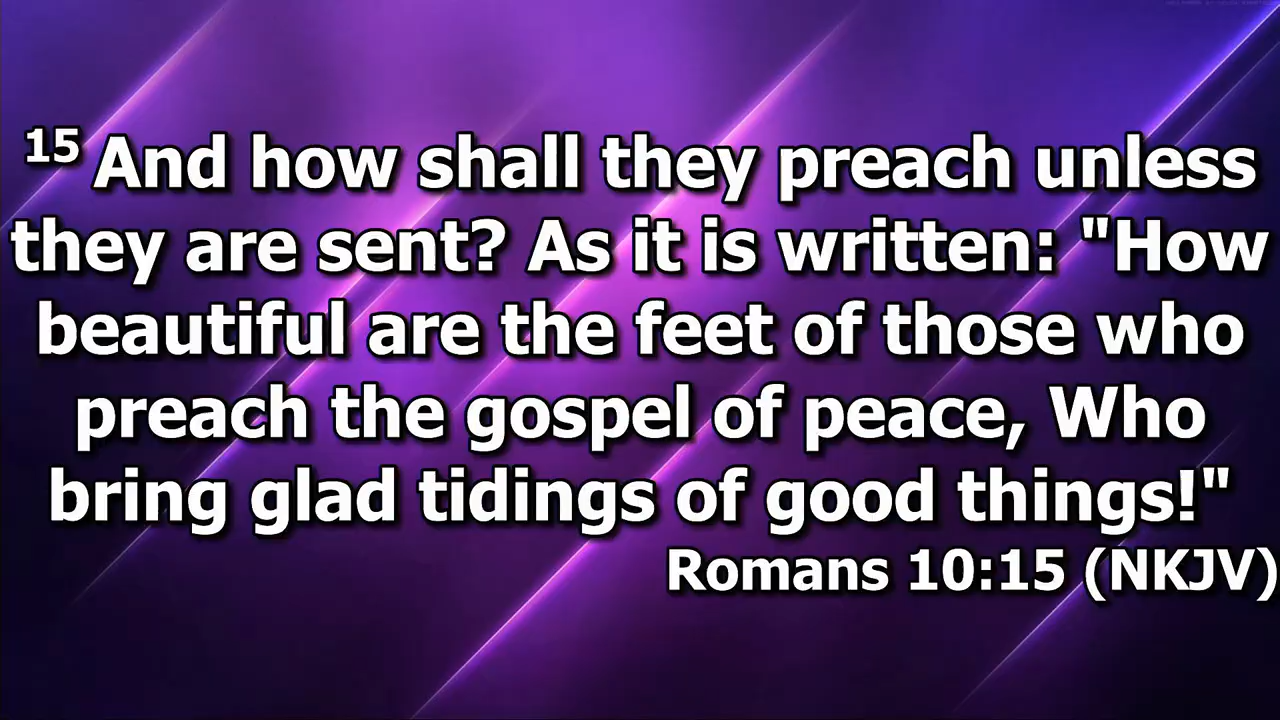 15 And how shall they preach unless
they are sent? As it is written: "How
beautiful are the feet of those who
preach the gospel of peace, Who
bring glad tidings of good things!"
Romans 10:15 (NKJV)